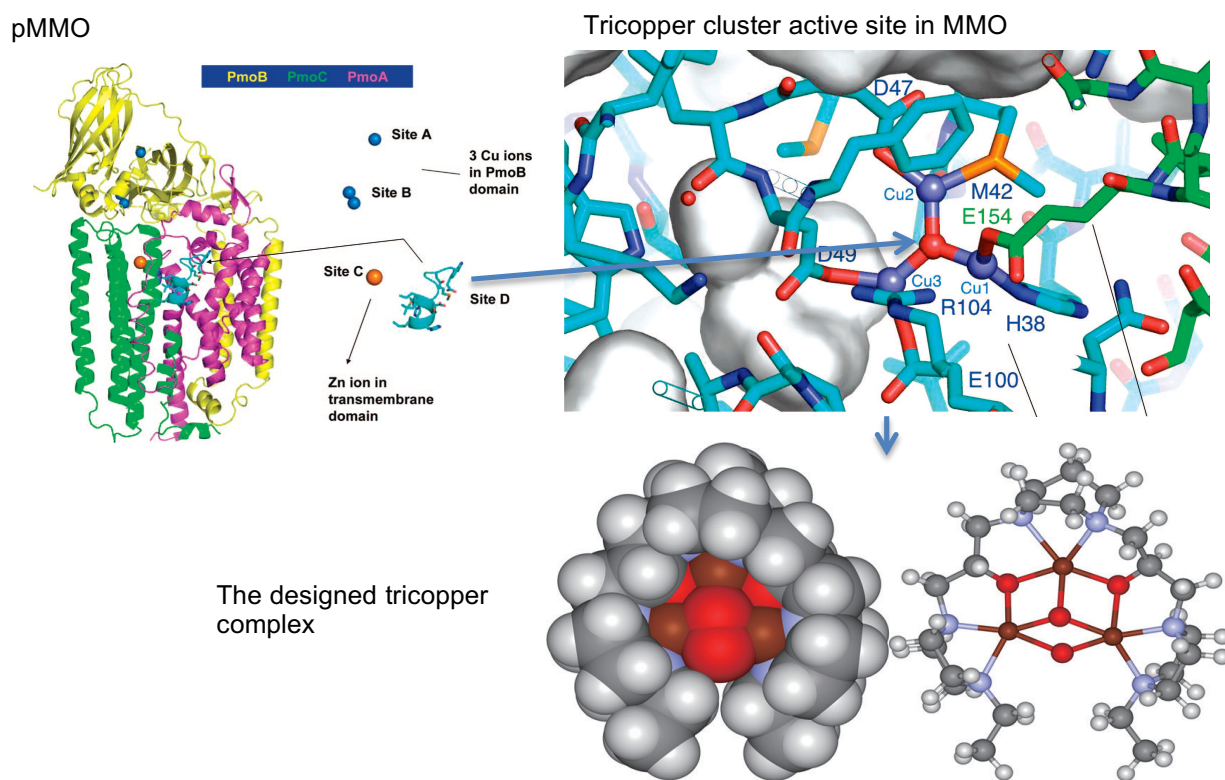 pMMO
Tricopper cluster active site in MMO
PmoB PmoC PmoA
Site A
3 Cu ions
in PmoB
domain
Site B
Site C
Site D
Zn ion in
transmembrane
domain
D47
Cu2
M42
E154
D49
Cu3
Cu1
R104
H38
E100
The designed tricopper
complex